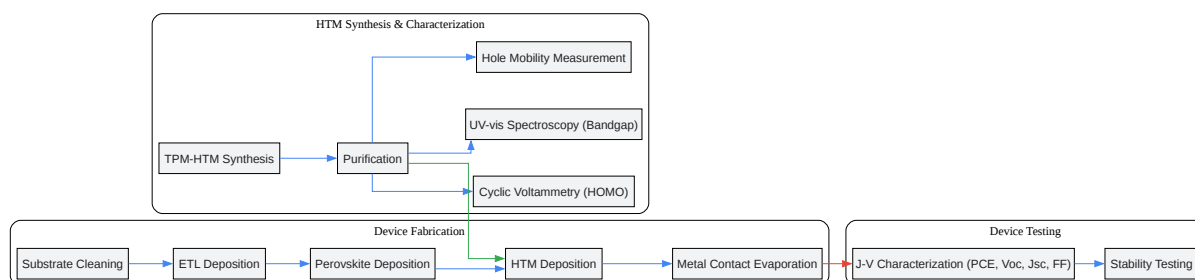 HTM Synthesis & Characterization
Hole Mobility Measurement
UV-vis Spectroscopy (Bandgap)
TPM-HTM Synthesis
Purification
Cyclic Voltammetry (HOMO)
Device Fabrication
Device Testing
Substrate Cleaning
ETL Deposition
Perovskite Deposition
HTM Deposition
Metal Contact Evaporation
J-V Characterization (PCE, Voc, Jsc, FF)
Stability Testing